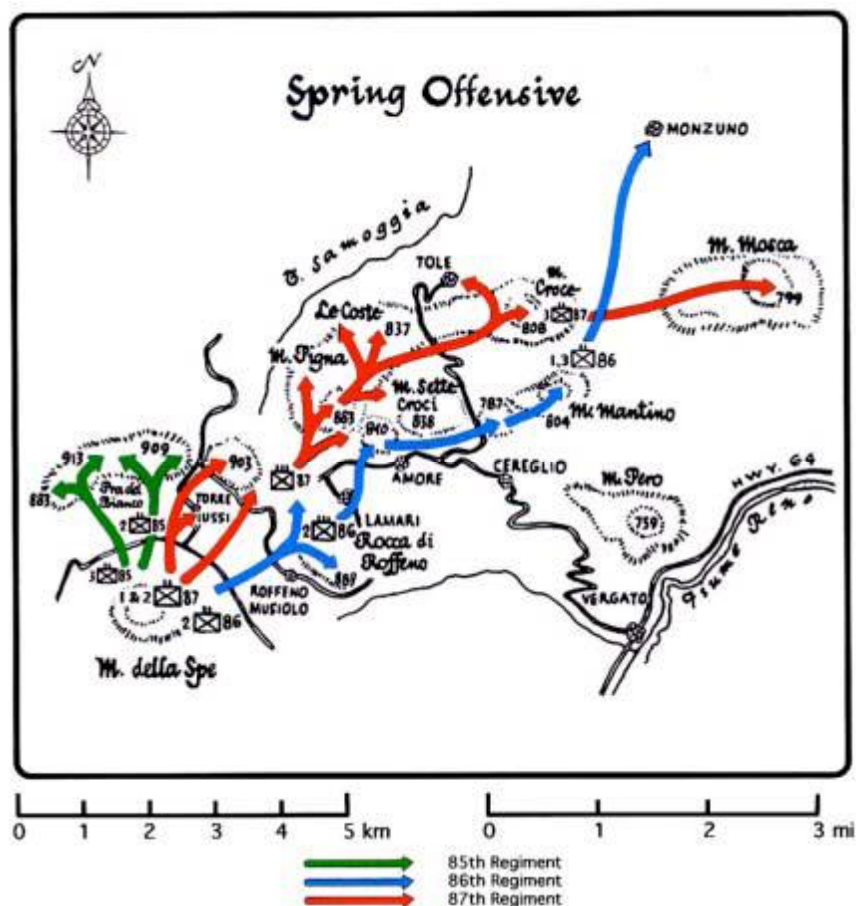 N
Spring Offensive
MONZUNO
T. Samoggia
M. Mosca
799
TOLE
M. Croce
808
3 87
Le Coste
837
1,3 86
M. Pigna
M. Sette Croci
838
883
840
787
804
M. Mantino
913
909
903
883
Pra del Bianco
TORRE IUSSI
87
AMORE
CEREGLIO
M. Pero
759
HWY. 64
Fiume Reno
2 85
2 86
LAMARI
Rocca di Roffeno
3 85
1 & 2 87
2 86
ROFFENO MUSIOLO
VERGATO
M. della Spe
0 1 2 3 4 5 km
0 1 2 3 mi
85th Regiment
86th Regiment
87th Regiment